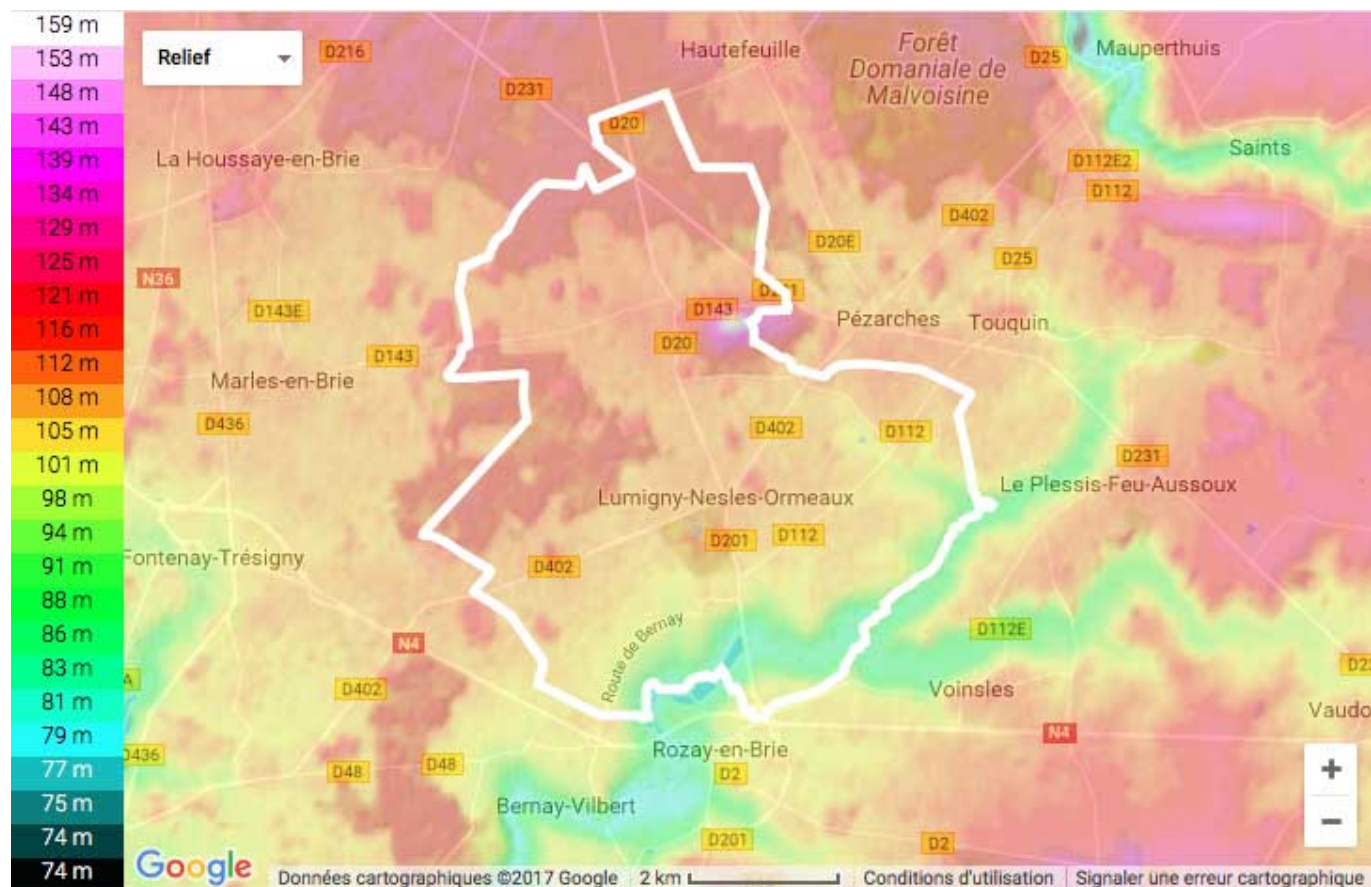 159 m
153 m
148 m
143 m
139 m
134 m
129 m
125 m
121 m
116 m
112 m
108 m
105 m
101 m
98 m
94 m
91 m
88 m
86 m
83 m
81 m
79 m
77 m
75 m
74 m
74 m
Relief
D216
Hautefeuille
Forêt
Domaniale de
Malvoisine
D25
Mauperthuis
D231
D20
La Houssaye-en-Brie
Saints
D112E2
D112
D402
D20E
D25
N36
D143E
D143
D20
Pézarches
Touquin
D143
Marles-en-Brie
D436
D402
D112
D231
Lumigny-Nesles-Ormeaux
Le Plessis-Feu-Aussoux
D201
D112
Fontenay-Trésigny
D402
Route de Bernay
D112E
N4
D402
Voinsles
Vaudo
N4
D436
D48
D48
Rozay-en-Brie
D2
Bernay-Vilbert
D201
D2
+
−
Google
Données cartographiques ©2017 Google
2 km
Conditions d'utilisation
Signaler une erreur cartographique